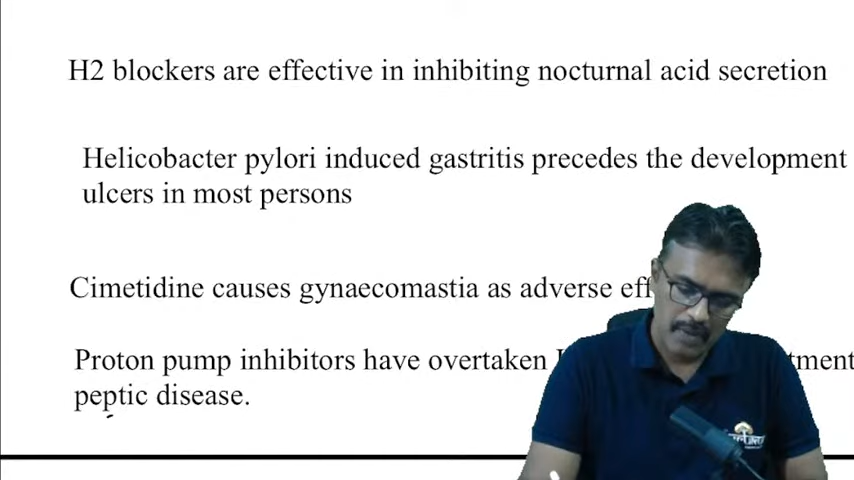 H2 blockers are effective in inhibiting nocturnal acid secretion
Helicobacter pylori induced gastritis precedes the development
ulcers in most persons
Cimetidine causes gynaecomastia as adverse
Proton pump inhibitors have overtaken
peptic disease.